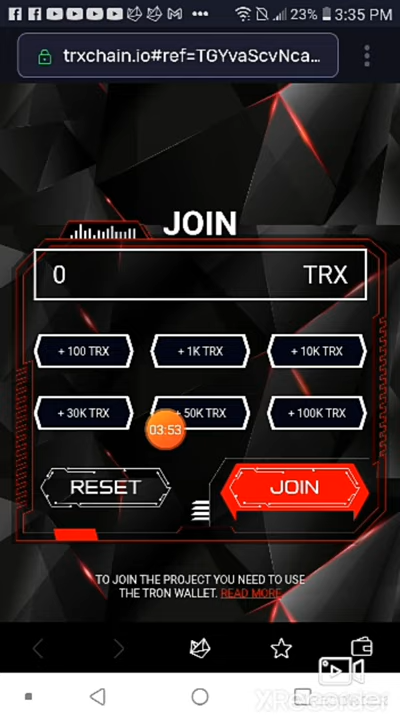 23% 3:35 PM
trxchain.io#ref=TGYvaScvNca...
JOIN
0 TRX
+ 100 TRX + 1K TRX + 10K TRX
+ 30K TRX + 50K TRX + 100K TRX
03:53
RESET JOIN
TO JOIN THE PROJECT YOU NEED TO USE
THE TRON WALLET. READ MORE
XRecorder